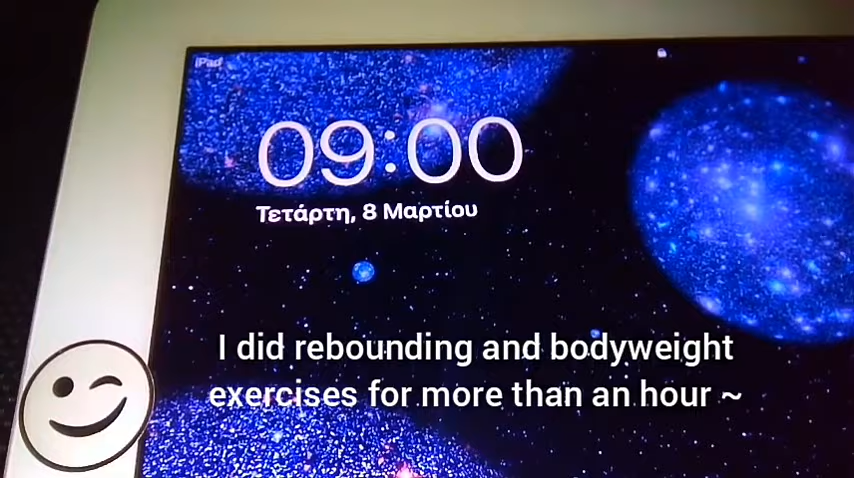 iPad
09:00
Τετάρτη, 8 Μαρτίου
I did rebounding and bodyweight
exercises for more than an hour ~